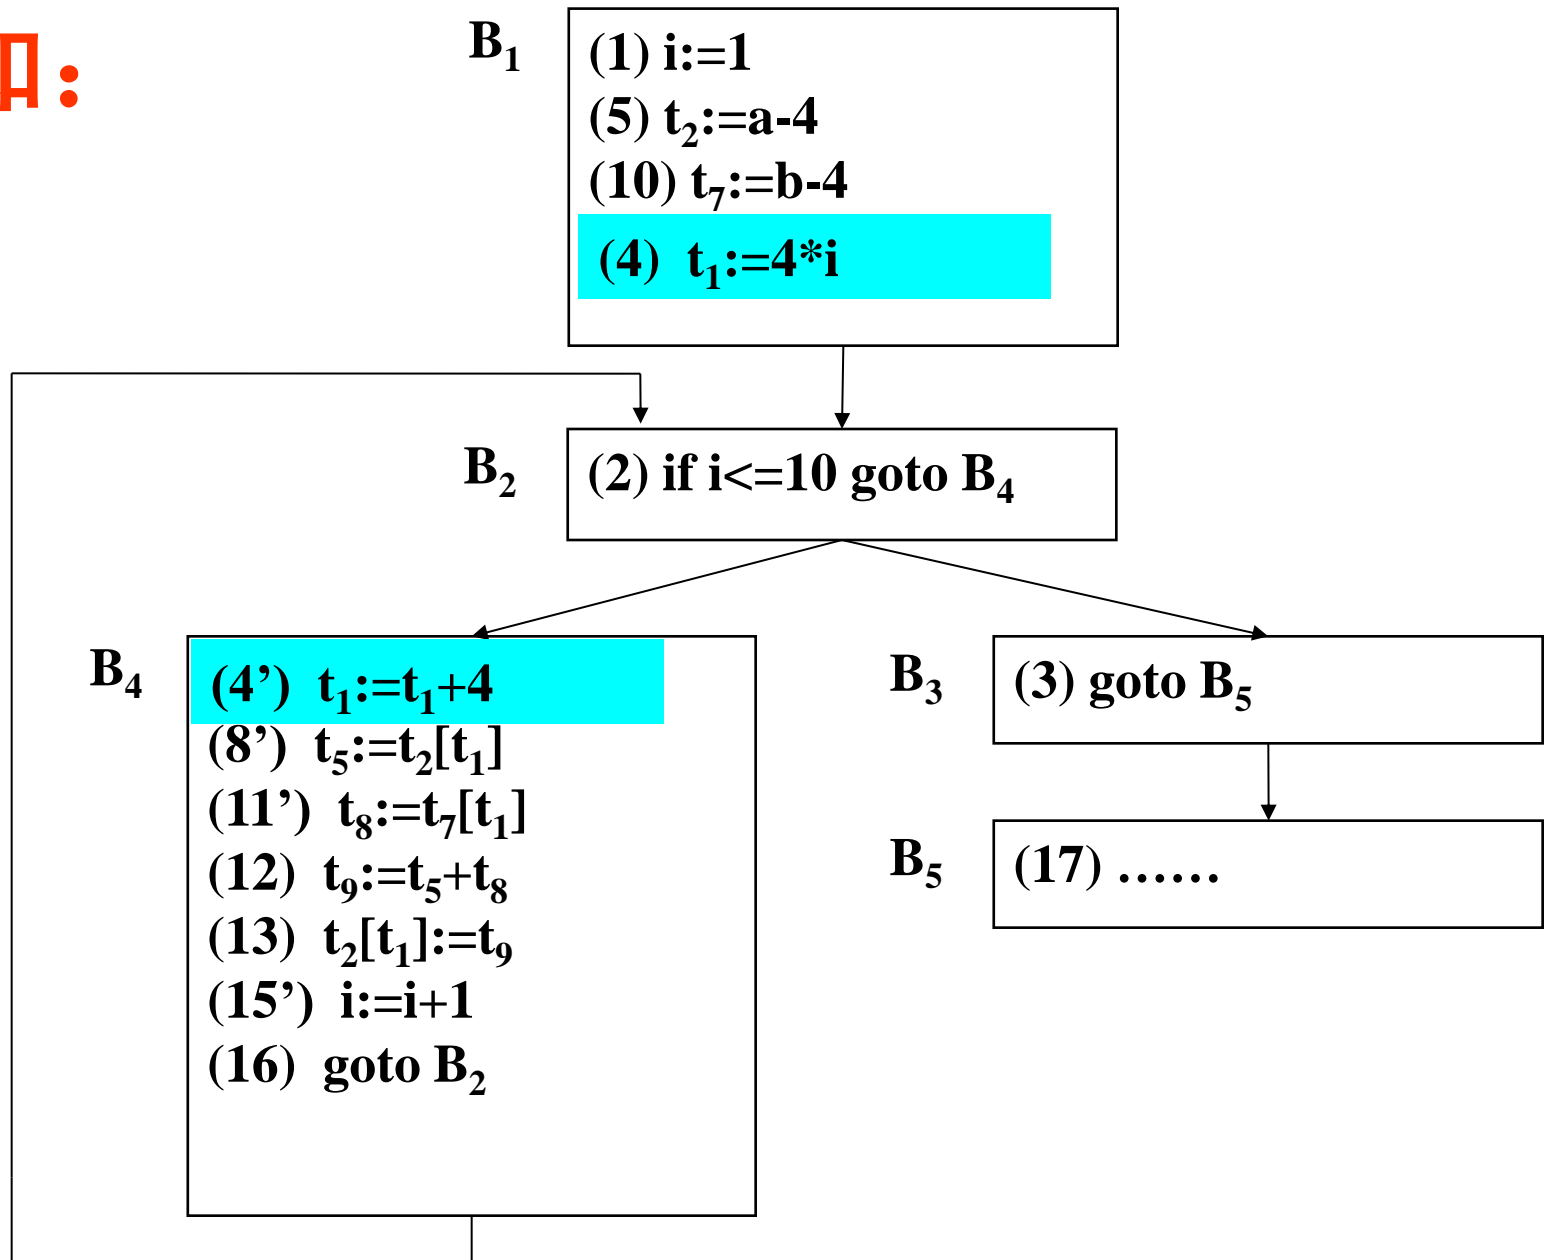 :
B₁
(1) i:=1
(5) t₂:=a-4
(10) t₇:=b-4
(4) t₁:=4*i
B₂
(2) if i<=10 goto B₄
B₄
(4’) t₁:=t₁+4
(8’) t₅:=t₂[t₁]
(11’) t₈:=t₇[t₁]
(12) t₉:=t₅+t₈
(13) t₂[t₁]:=t₉
(15’) i:=i+1
(16) goto B₂
B₃
(3) goto B₅
B₅
(17) ……